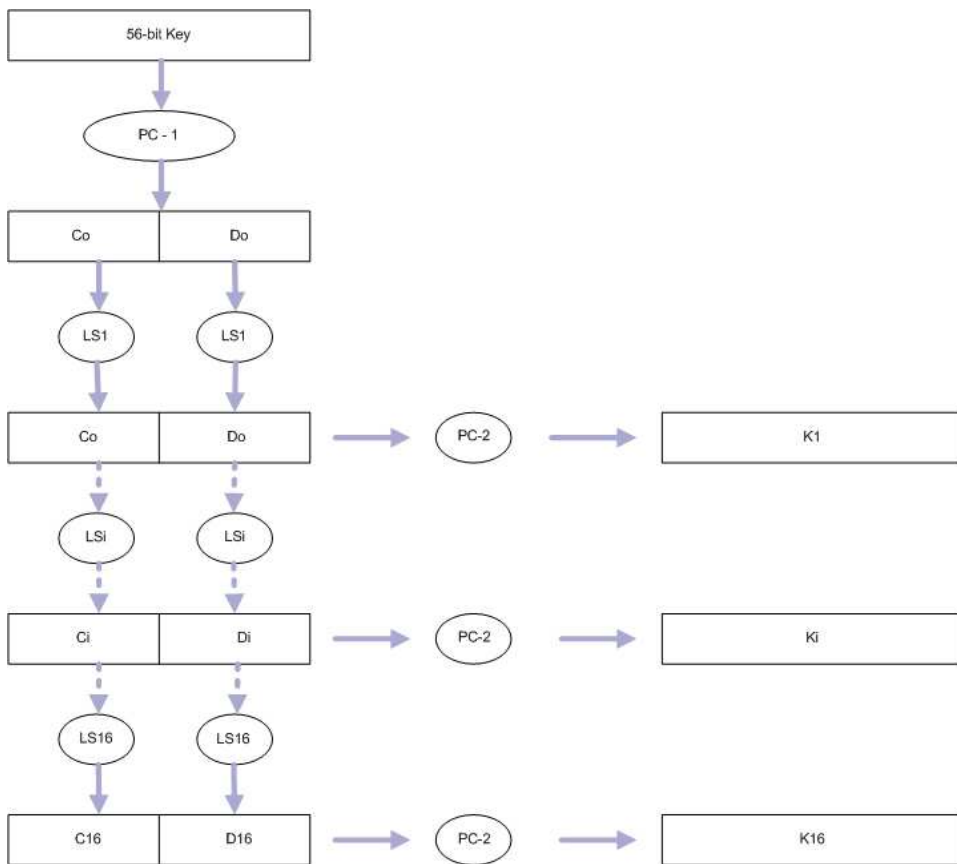 56-bit Key
PC - 1
Co Do
LS1 LS1
Co Do PC-2 K1
LSi LSi
Ci Di PC-2 Ki
LS16 LS16
C16 D16 PC-2 K16